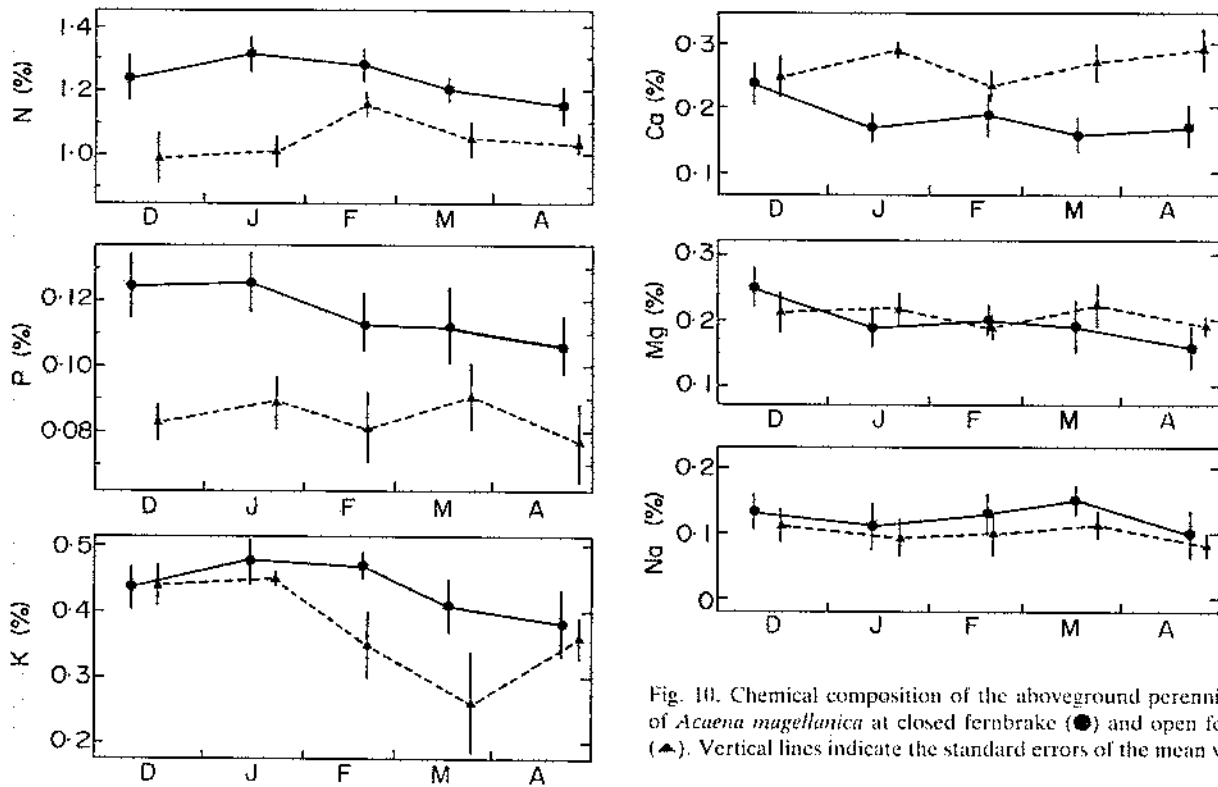 N (%)
1·4
1·2
1·0
D J F M A
P (%)
0·12
0·10
0·08
D J F M A
K (%)
0·5
0·4
0·3
0·2
D J F M A
Ca (%)
0·3
0·2
0·1
D J F M A
Mg (%)
0·3
0·2
0·1
D J F M A
Na (%)
0·2
0·1
0
D J F M A
Fig. 10. Chemical composition of the aboveground perenni
of Acaena magellanica at closed fernbrake (●) and open fe
(▲). Vertical lines indicate the standard errors of the mean v